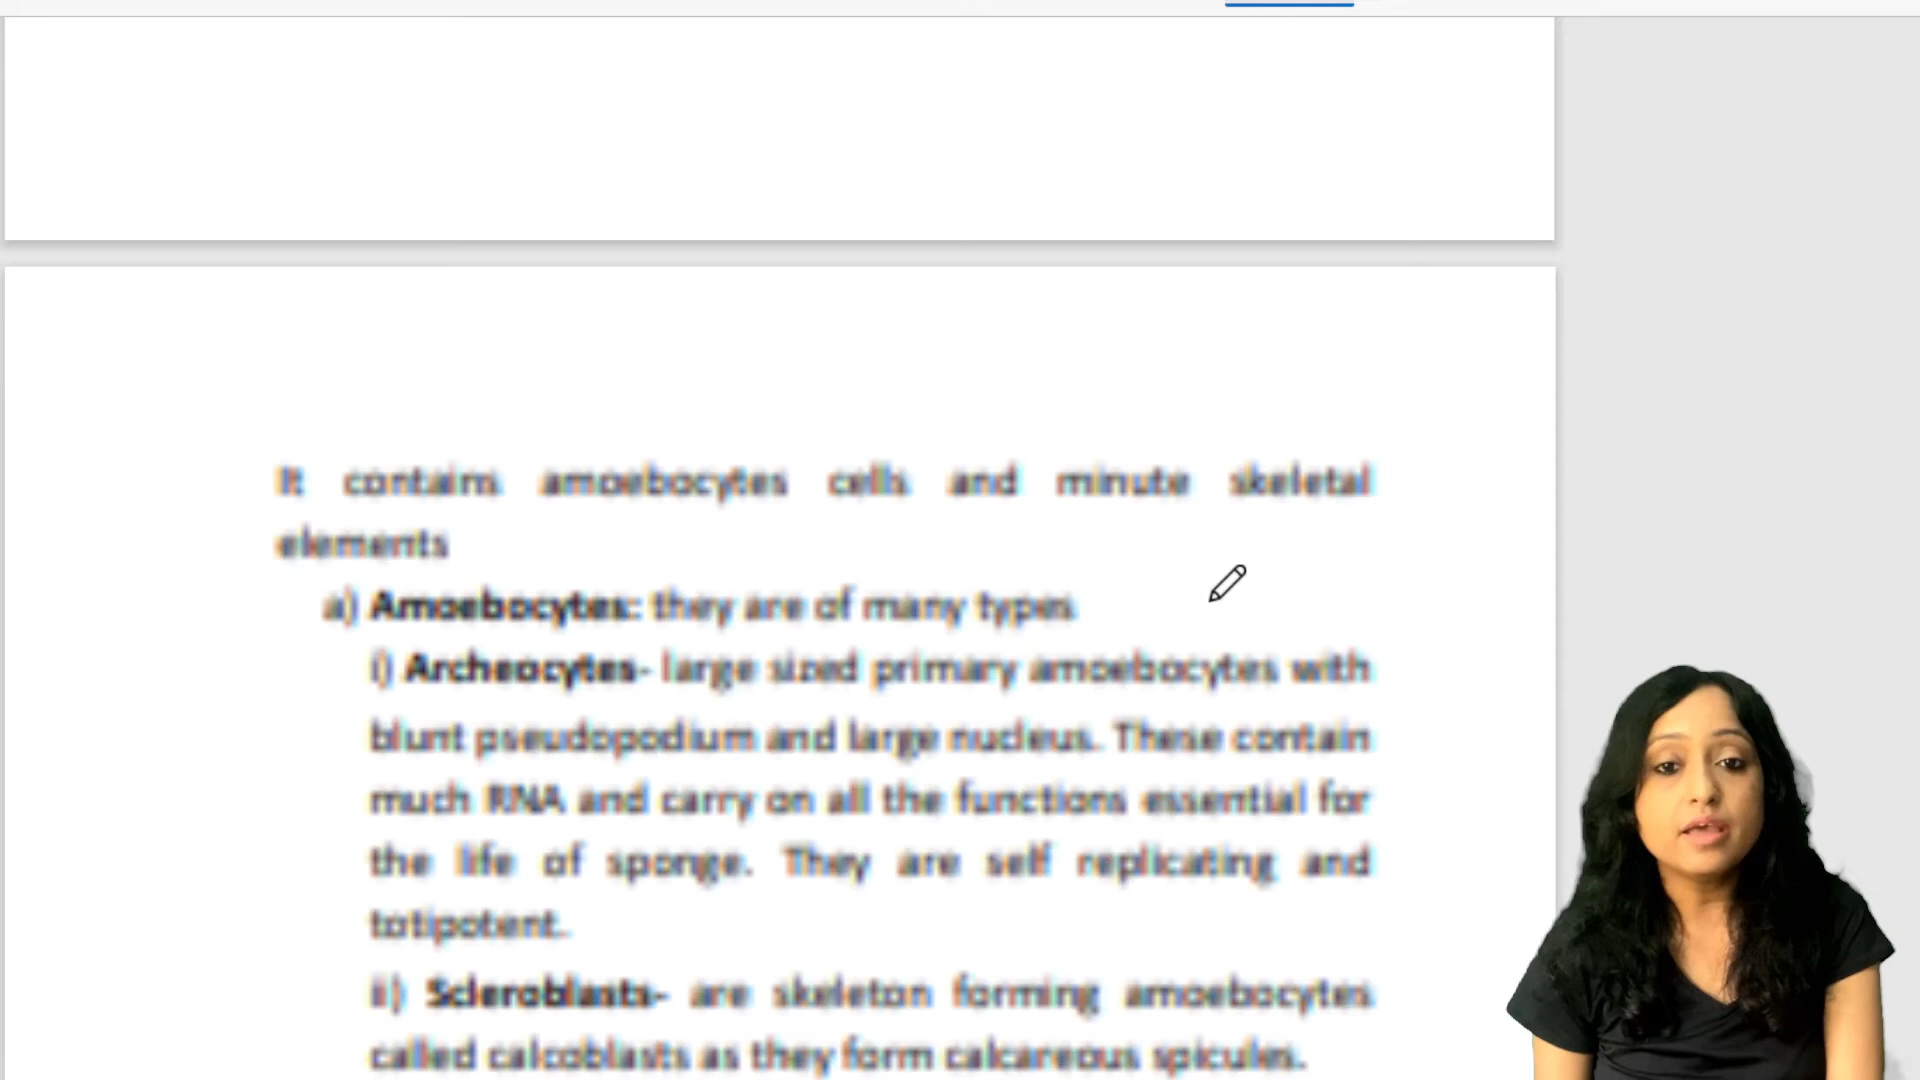 It contains amoebocytes cells and minute skeletal
elements
a) Amoebocytes: they are of many types
i) Archeocytes- large sized primary amoebocytes with
blunt pseudopodium and large nucleus. These contain
much RNA and carry on all the functions essential for
the life of sponge. They are self replicating and
totipotent.
ii) Scleroblasts- are skeleton forming amoebocytes
called calcoblasts as they form calcareous spicules.